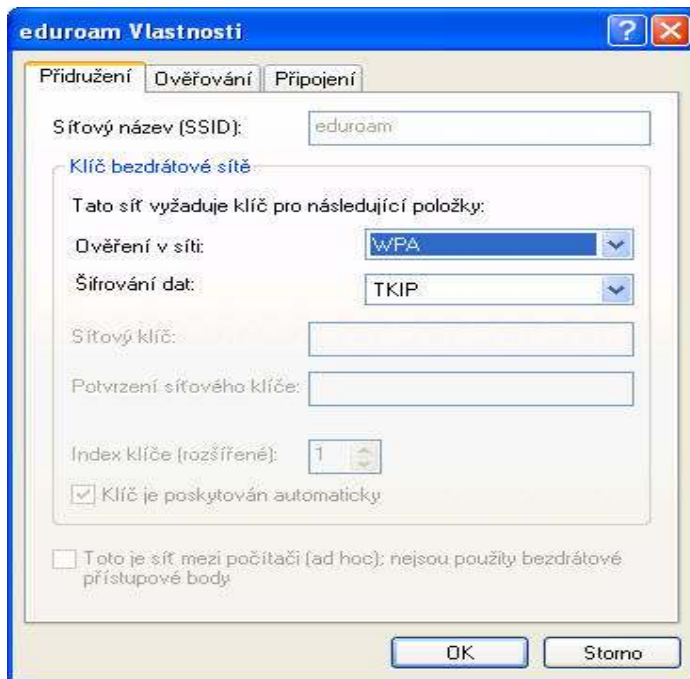 eduroam Vlastnosti
Přidružení Ověřování Připojení
Síťový název (SSID): eduroam
Klíč bezdrátové sítě
Tato síť vyžaduje klíč pro následující položky:
Ověření v síti: WPA
Šifrování dat: TKIP
Síťový klíč:
Potvrzení síťového klíče:
Index klíče (rozšířené): 1
Klíč je poskytován automaticky
Toto je síť mezi počítači (ad hoc); nejsou použity bezdrátové
přístupové body
OK Storno